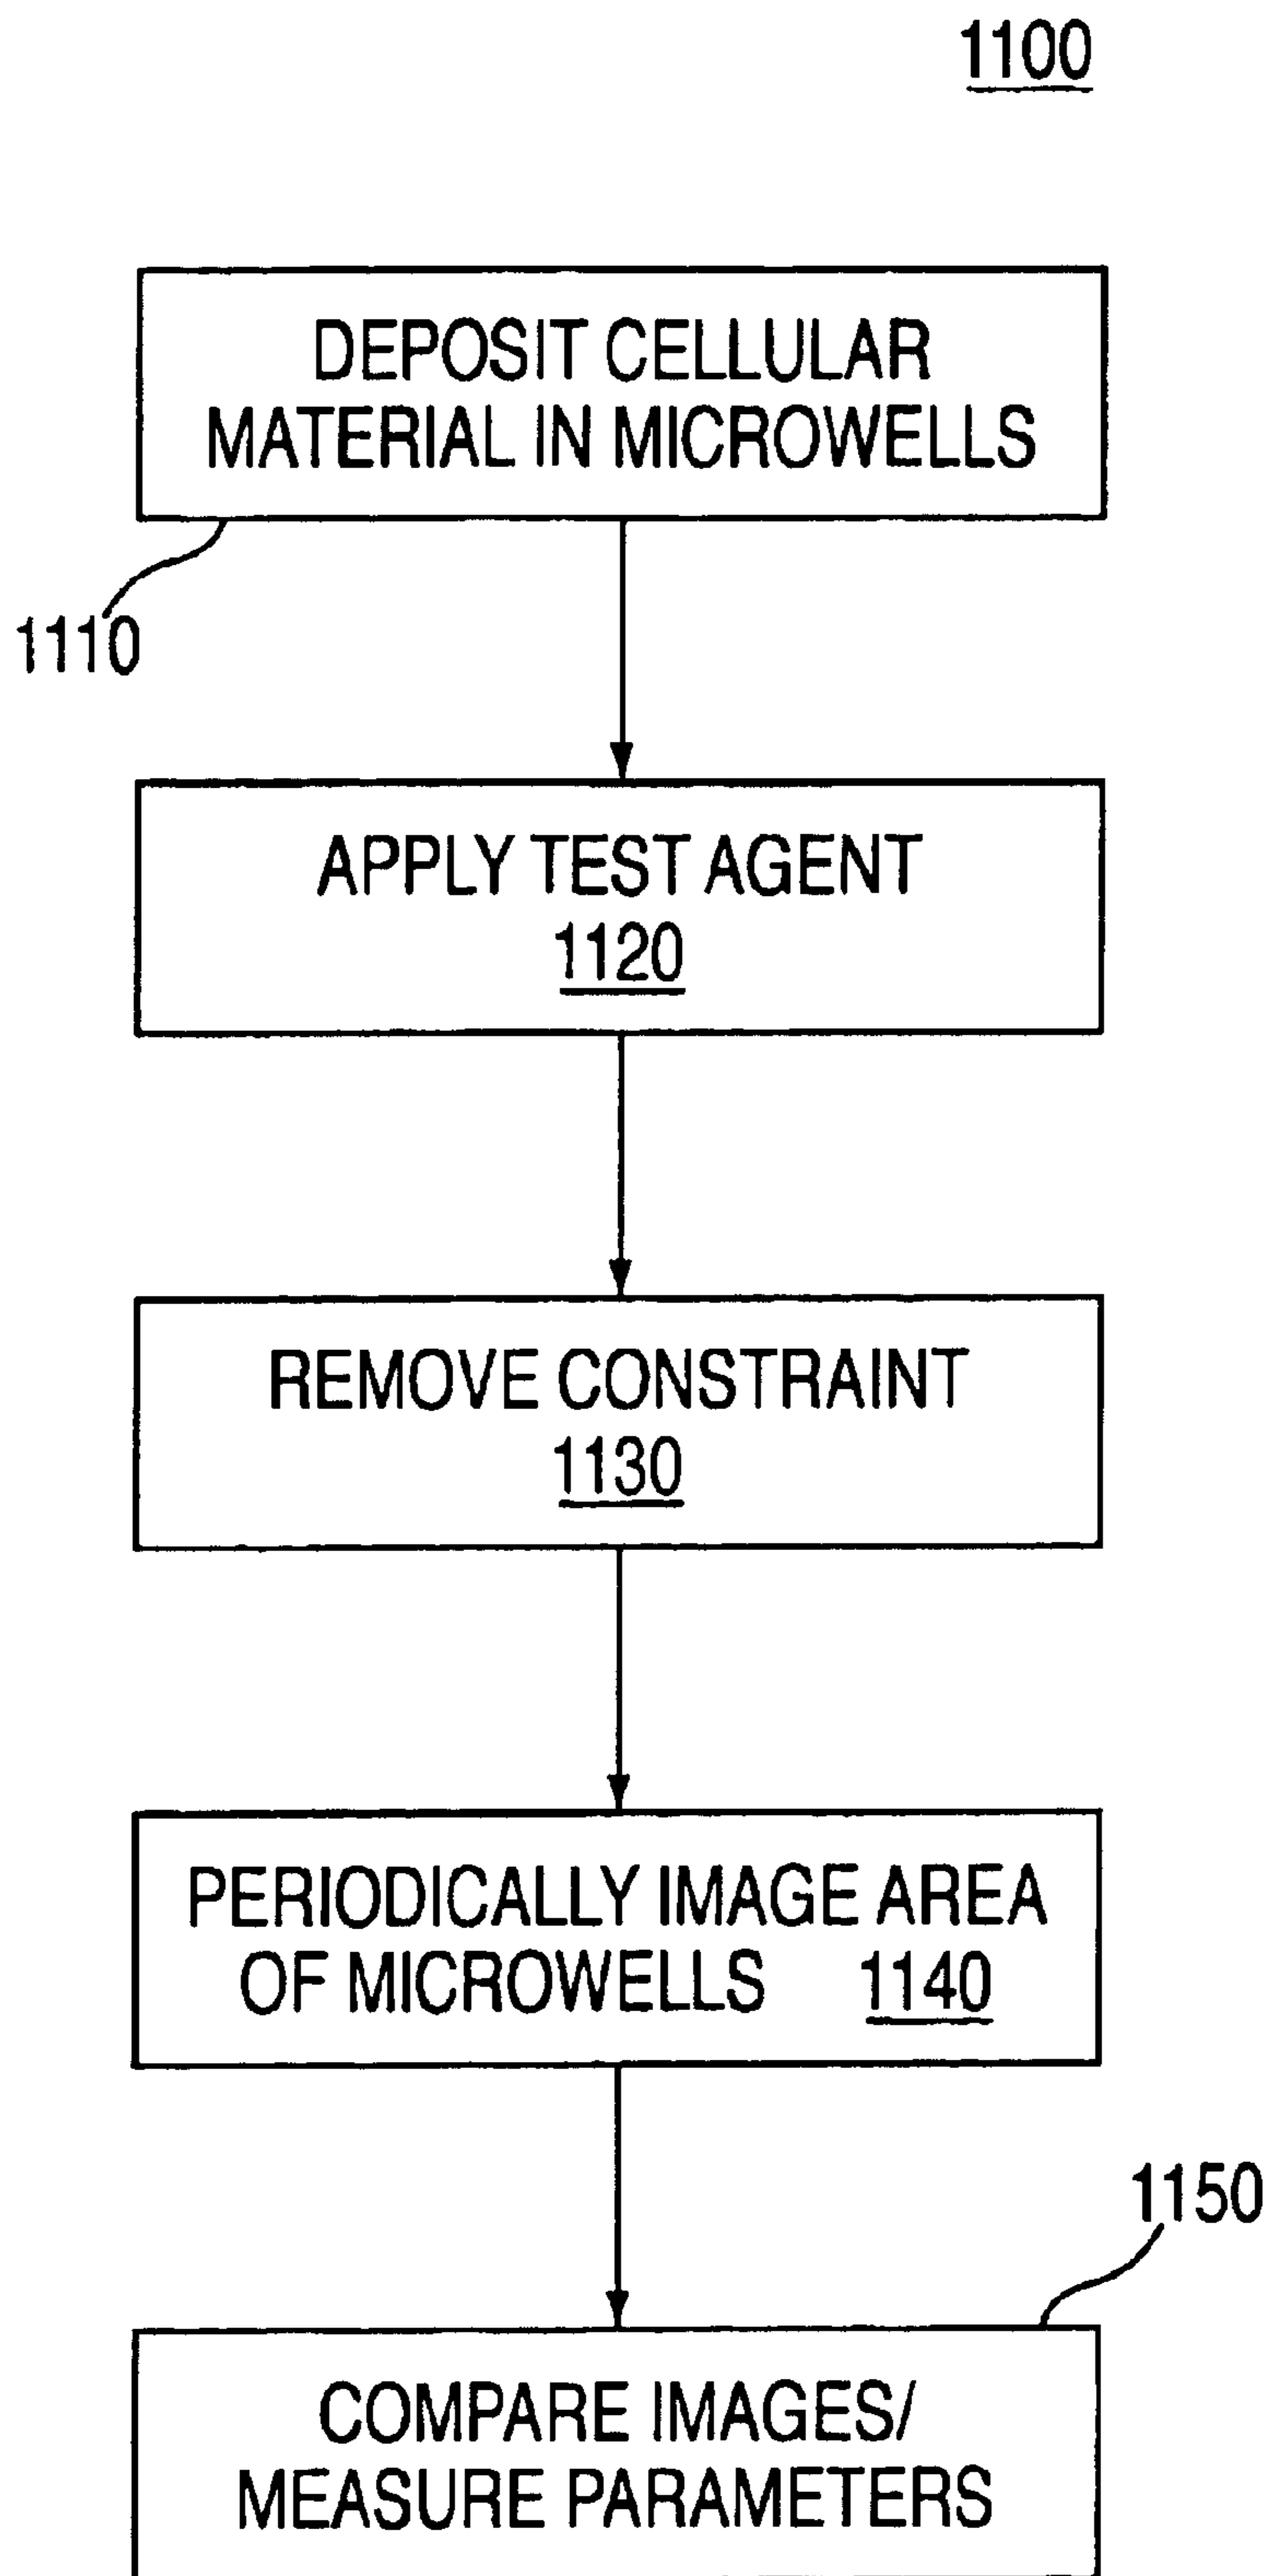 1100
DEPOSIT CELLULAR
MATERIAL IN MICROWELLS
1110
APPLY TEST AGENT
1120
REMOVE CONSTRAINT
1130
PERIODICALLY IMAGE AREA
OF MICROWELLS 1140
1150
COMPARE IMAGES/
MEASURE PARAMETERS